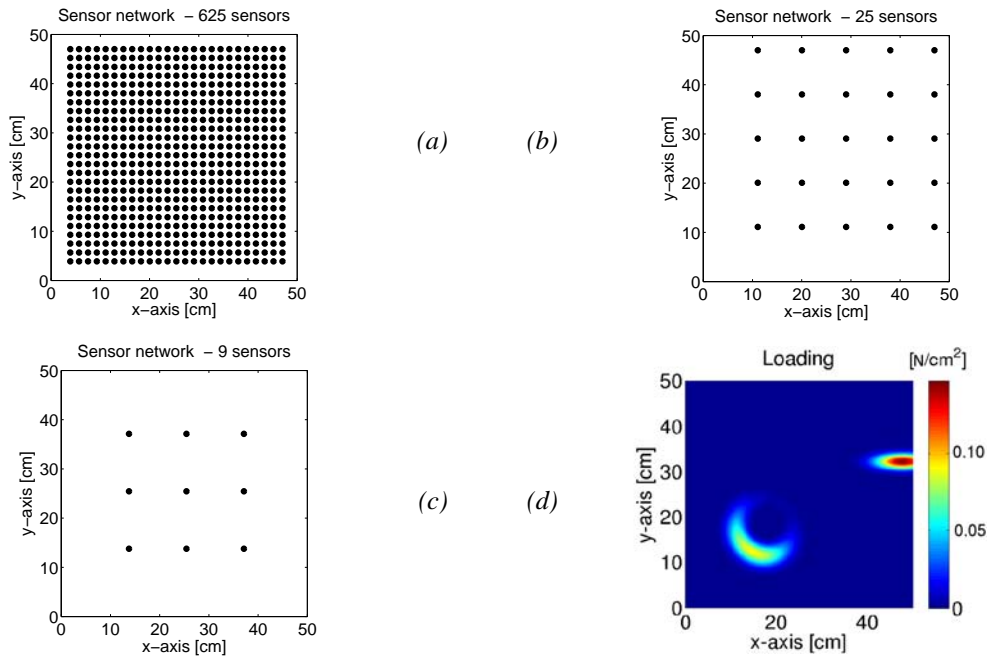 Sensor network – 625 sensors
50
40
30
20
10
0
y–axis [cm]
0 10 20 30 40 50
x–axis [cm]
(a)
(b)
Sensor network – 25 sensors
50
40
30
20
10
0
y–axis [cm]
0 10 20 30 40 50
x–axis [cm]
Sensor network – 9 sensors
50
40
30
20
10
0
y–axis [cm]
0 10 20 30 40 50
x–axis [cm]
(c)
(d)
Loading
[N/cm²]
50
40
30
20
10
0
y-axis [cm]
0 20 40
x-axis [cm]
0.10
0.05
0